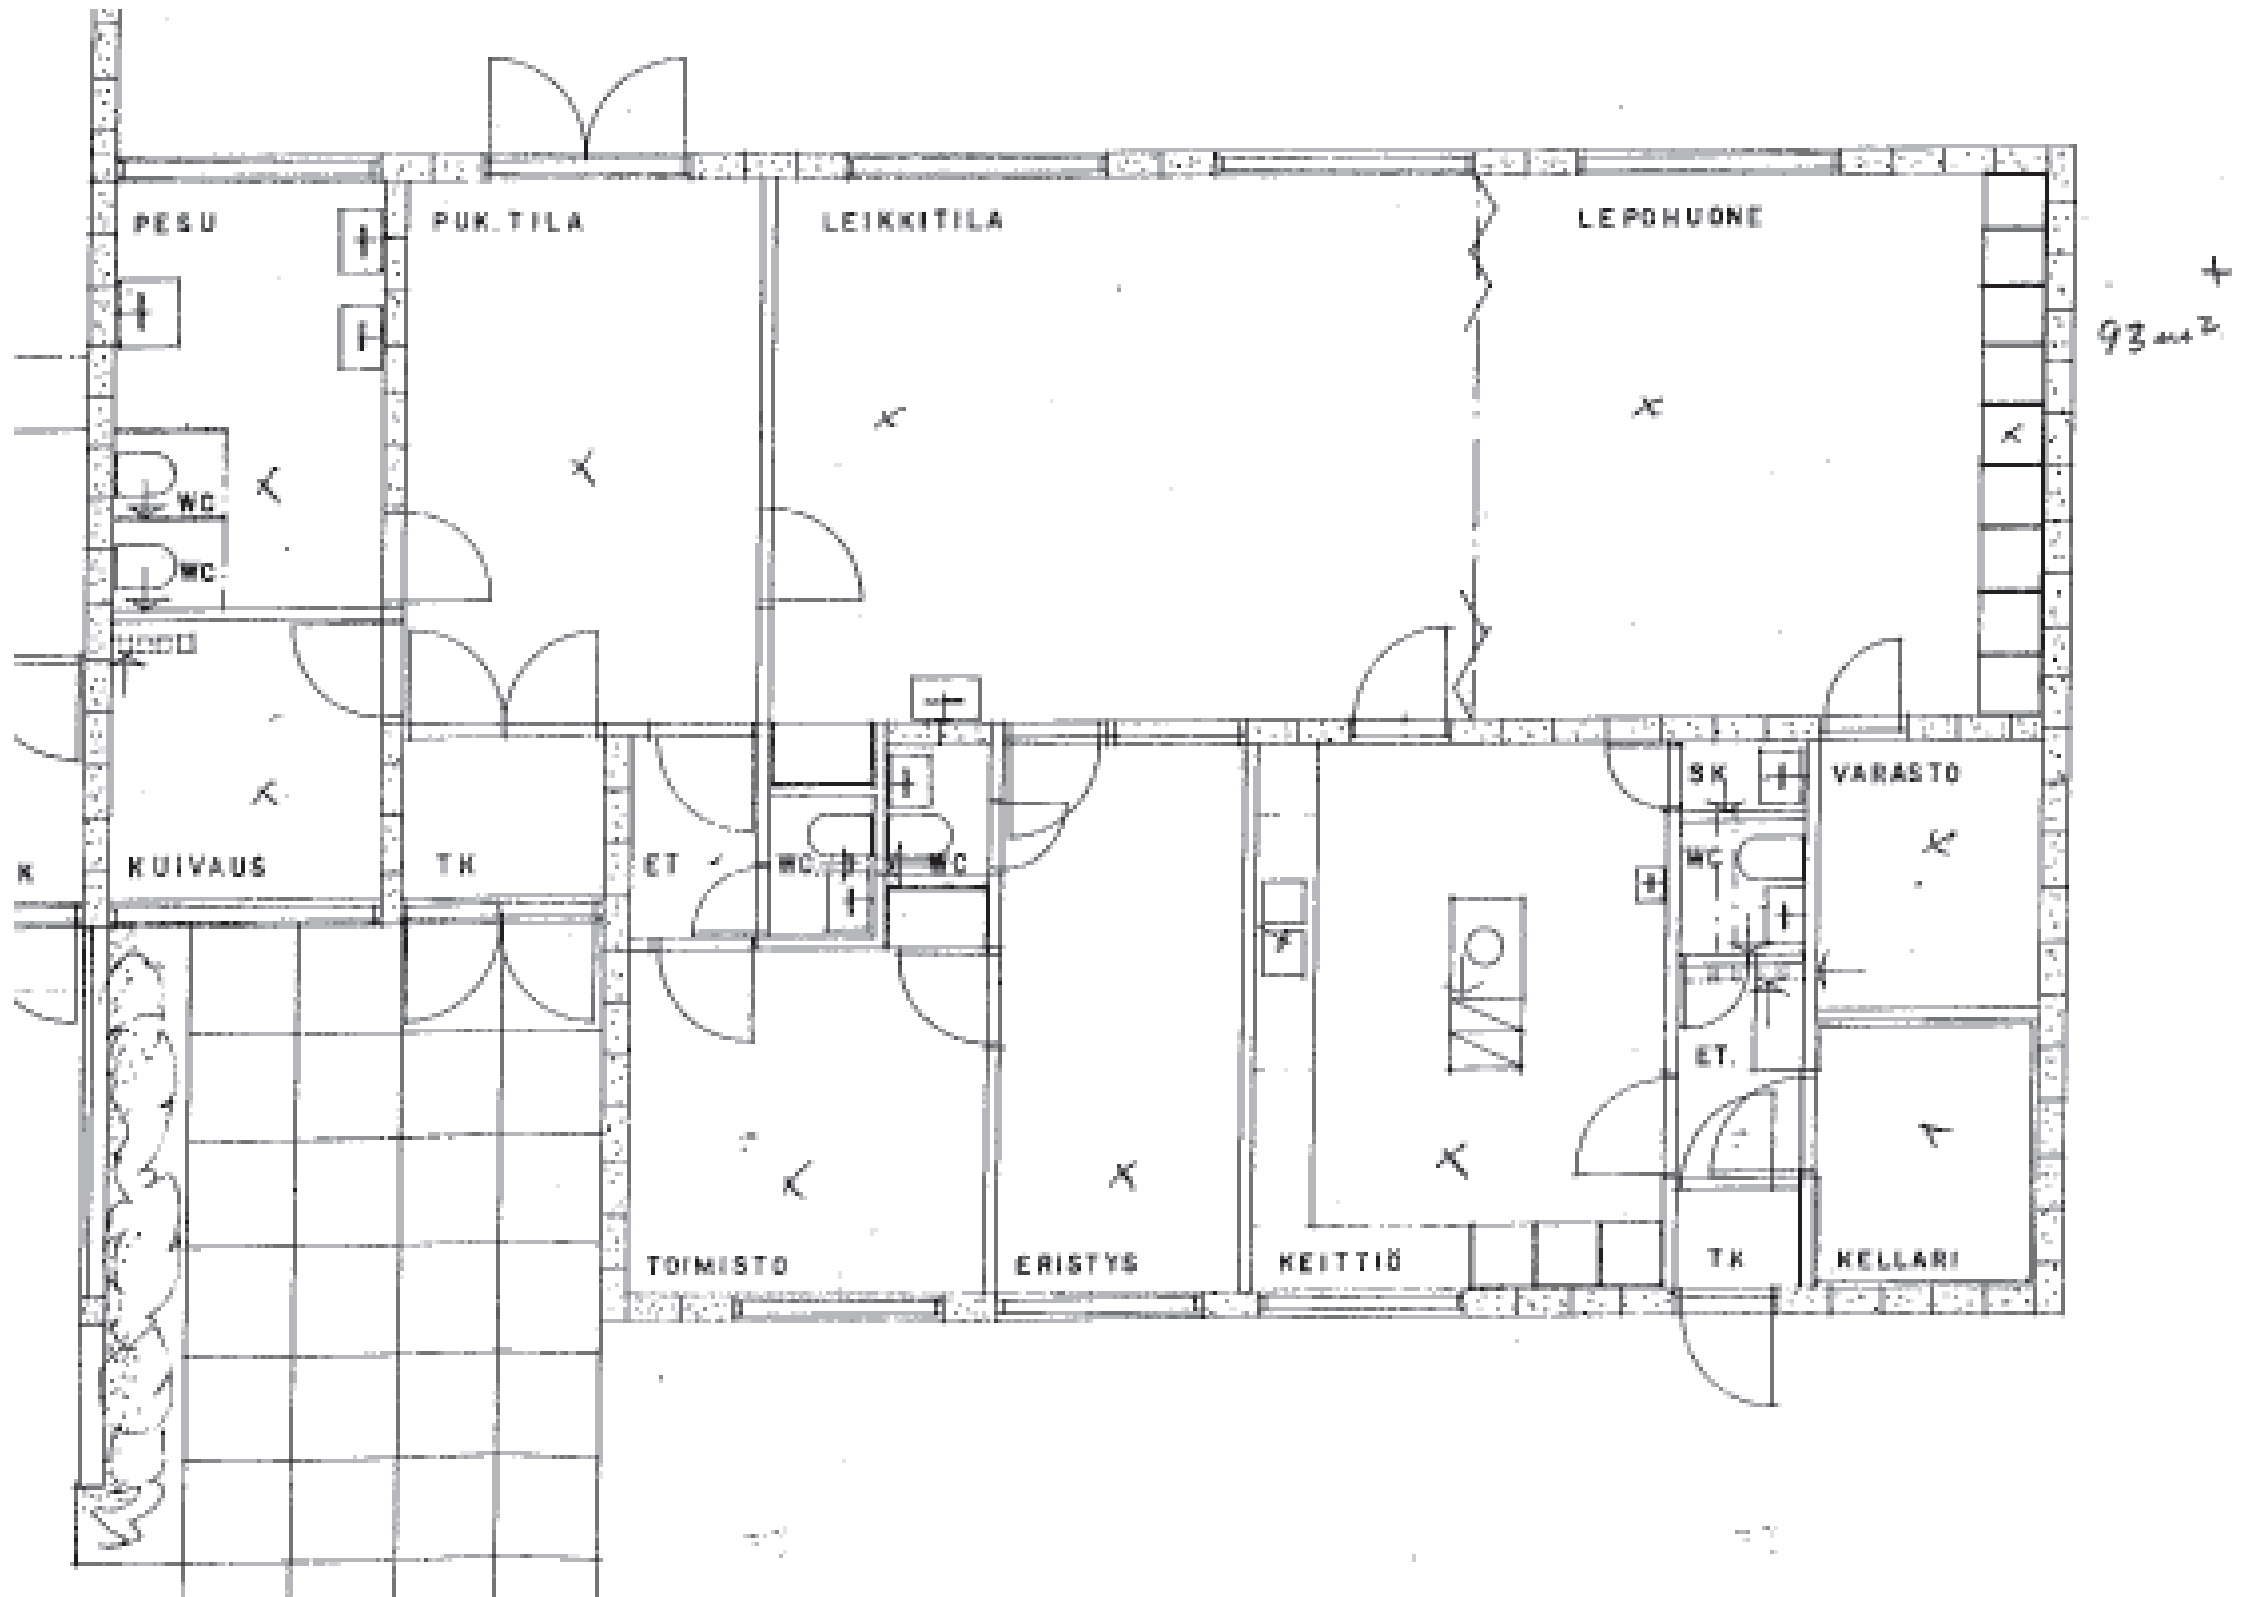 PESU
PUK. TILA
LEIKKITILA
LEPOHUONE
+
93 m²
WC
WC
K
KUIVAUS
TK
ET
WC
WC
SK
WC
VARASTO
ET.
TOIMISTO
ERISTYS
KEITTIÖ
TK
KELLARI